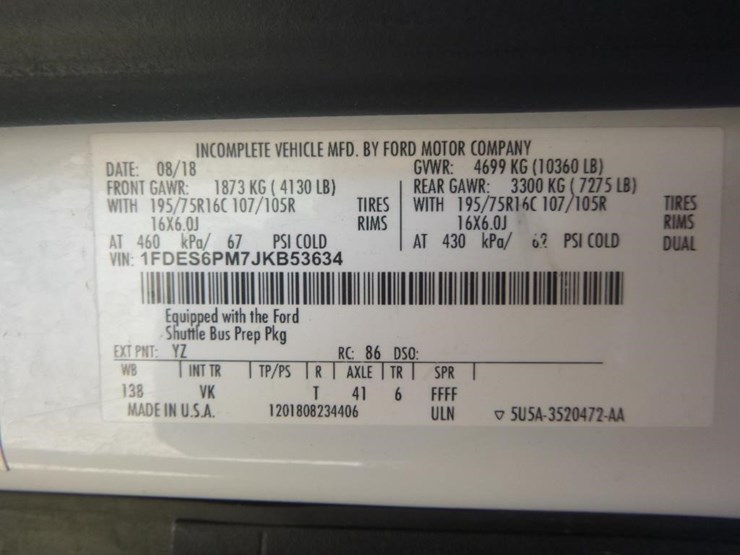 INCOMPLETE VEHICLE MFD. BY FORD MOTOR COMPANY
DATE: 08/18 GVWR: 4699 KG (10360 LB)
FRONT GAWR: 1873 KG ( 4130 LB) REAR GAWR: 3300 KG ( 7275 LB)
WITH 195/75R16C 107/105R TIRES WITH 195/75R16C 107/105R TIRES
16X6.0J RIMS 16X6.0J RIMS
AT 460 kPa/ 67 PSI COLD AT 430 kPa/ PSI COLD DUAL
VIN: 1FDES6PM7JKB53634
Equipped with the Ford
Shuttle Bus Prep Pkg
EXT PNT: YZ RC: 86 DSO:
WB INT TR TP/PS R AXLE TR SPR
138 VK T 41 6 FFFF
MADE IN U.S.A. 1201808234406 ULN ▽ 5U5A-3520472-AA